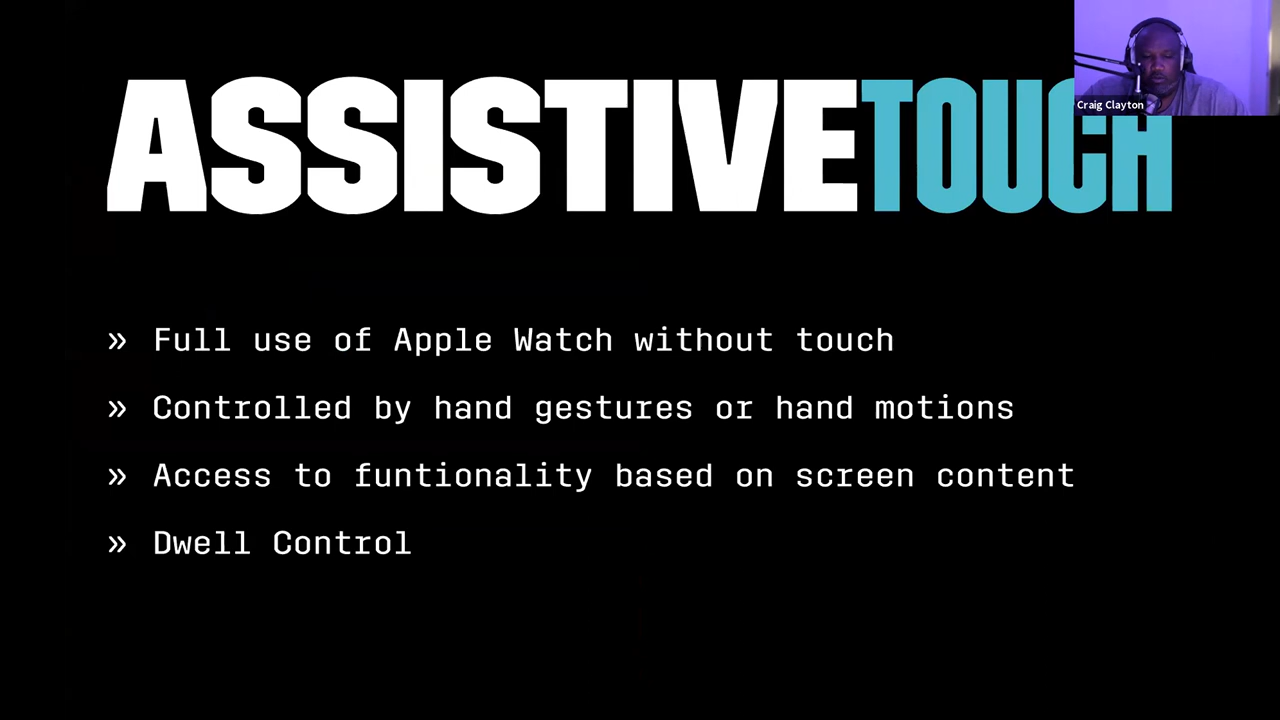 ASSISTIVETOUCH
Craig Clayton
» Full use of Apple Watch without touch
» Controlled by hand gestures or hand motions
» Access to funtionality based on screen content
» Dwell Control